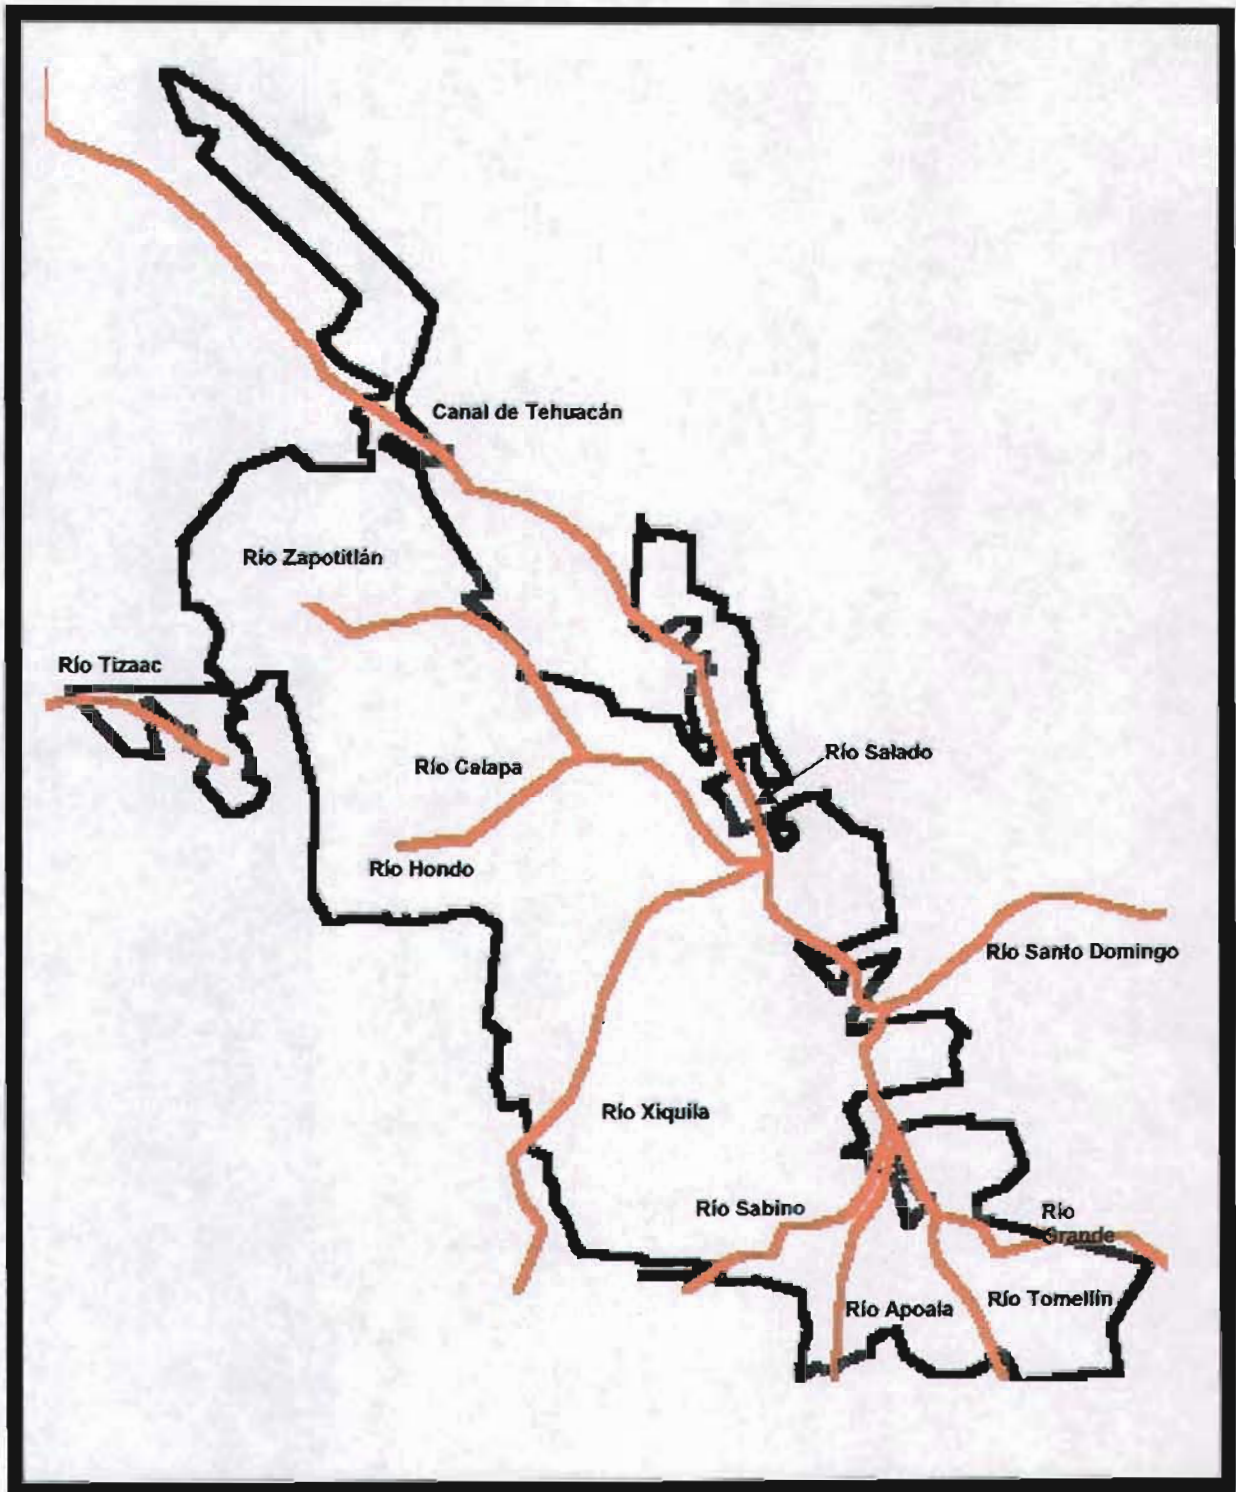 Canal de Tehuacán
Río Zapotitlán
Río Tizaac
Río Salado
Río Calapa
Río Hondo
Río Santo Domingo
Río Xiquila
Río Sabino
Río
Grande
Río Apoala
Río Tomellín